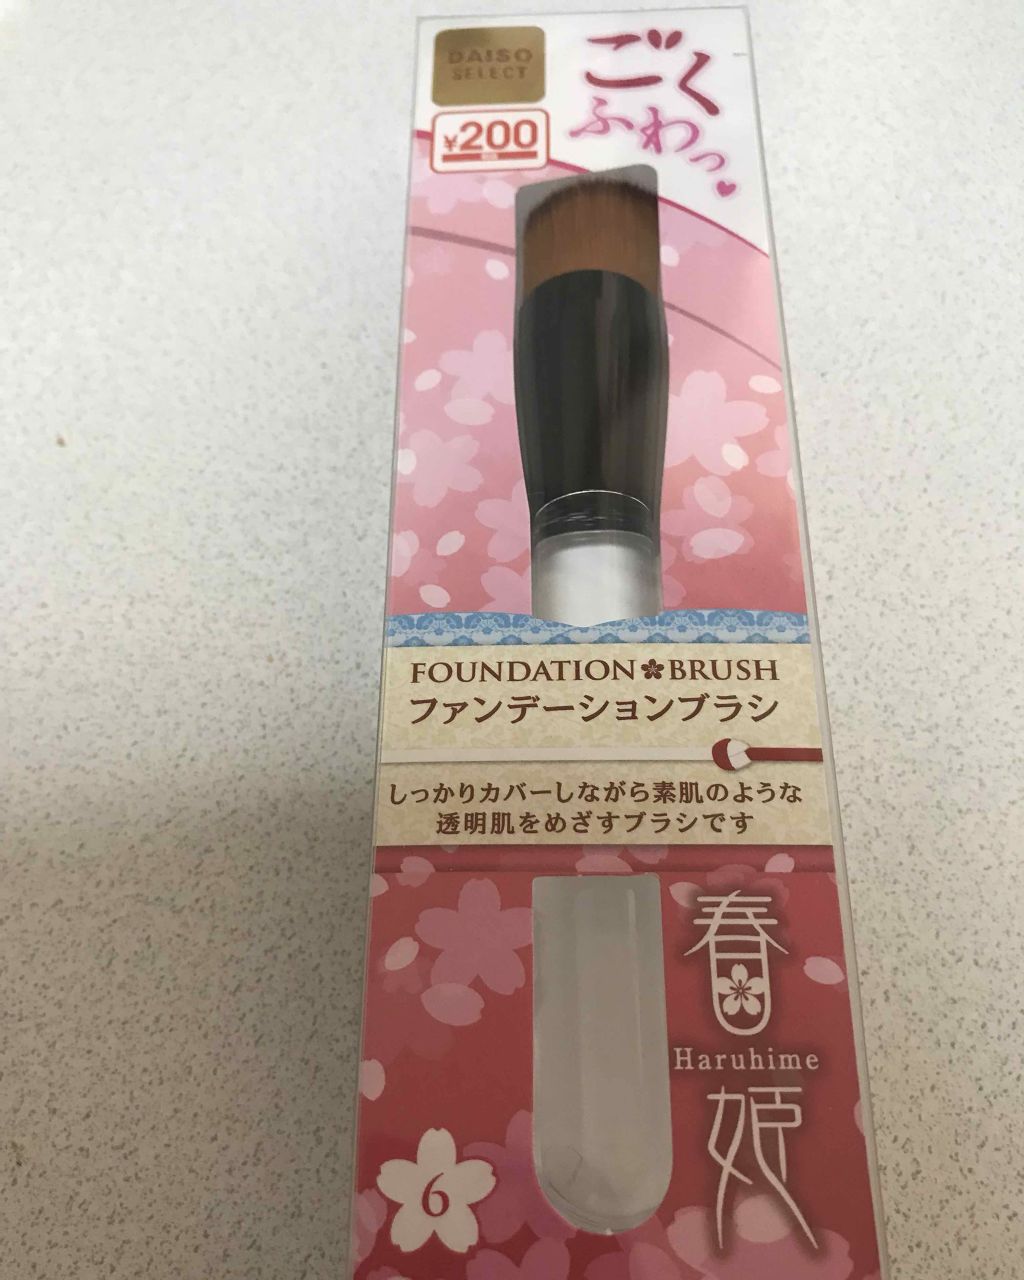 DAISO
SELECT
ごく
ふわっ
¥200
FOUNDATION BRUSH
ファンデーションブラシ
しっかりカバーしながら素肌のような
透明肌をめざすブラシです
春
Haruhime
姫
6